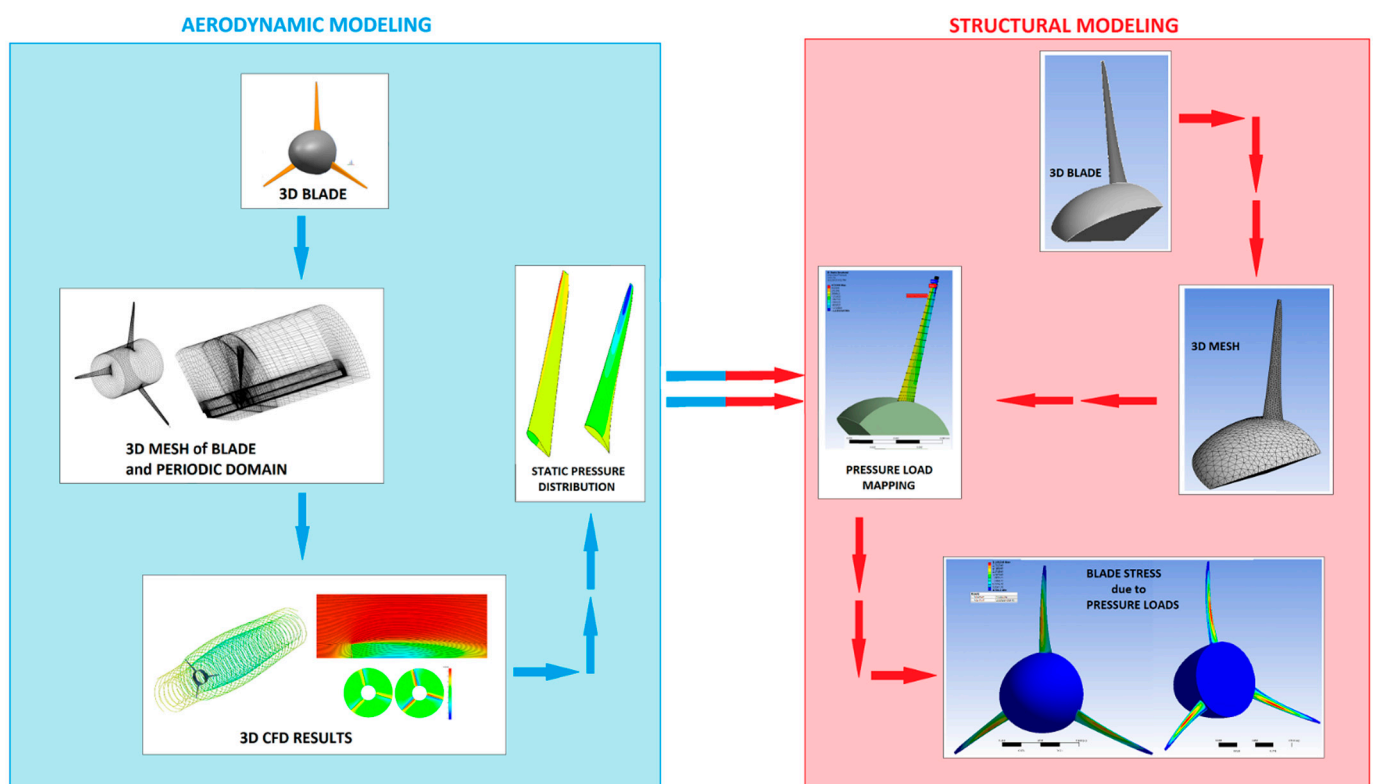 AERODYNAMIC MODELING
3D BLADE
3D MESH of BLADE
and PERIODIC DOMAIN
3D CFD RESULTS
STATIC PRESSURE
DISTRIBUTION
STRUCTURAL MODELING
3D BLADE
3D MESH
PRESSURE LOAD
MAPPING
BLADE STRESS
due to
PRESSURE LOADS